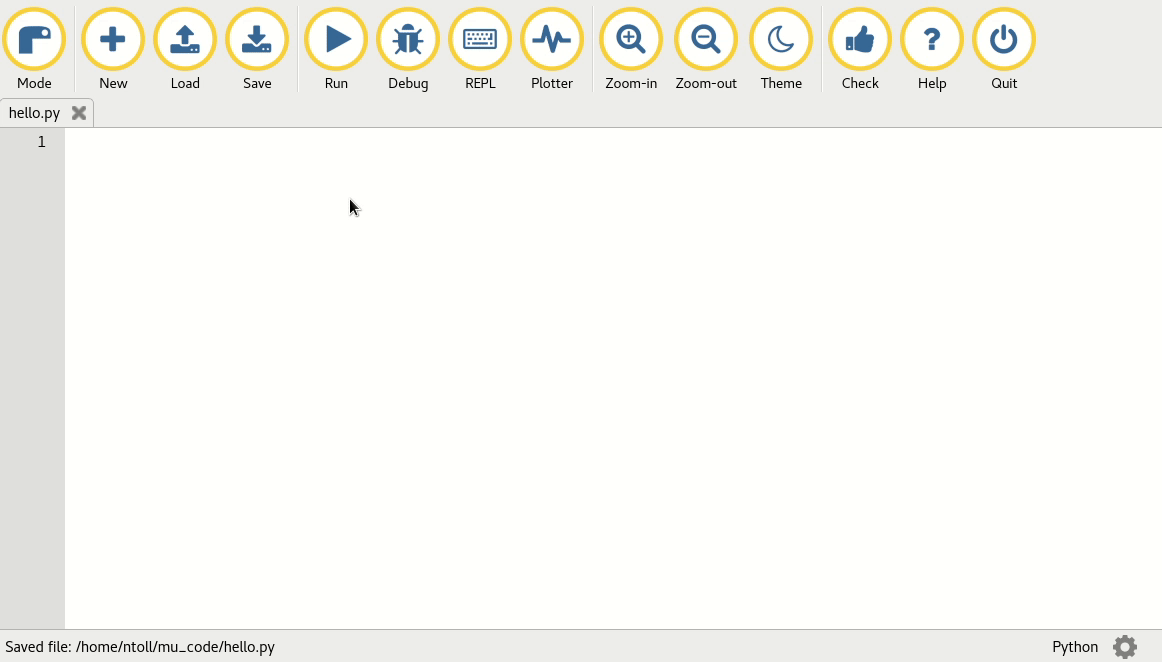 Mode New Load Save Run Debug REPL Plotter Zoom-in Zoom-out Theme Check Help Quit
hello.py
1
Saved file: /home/ntoll/mu_code/hello.py Python